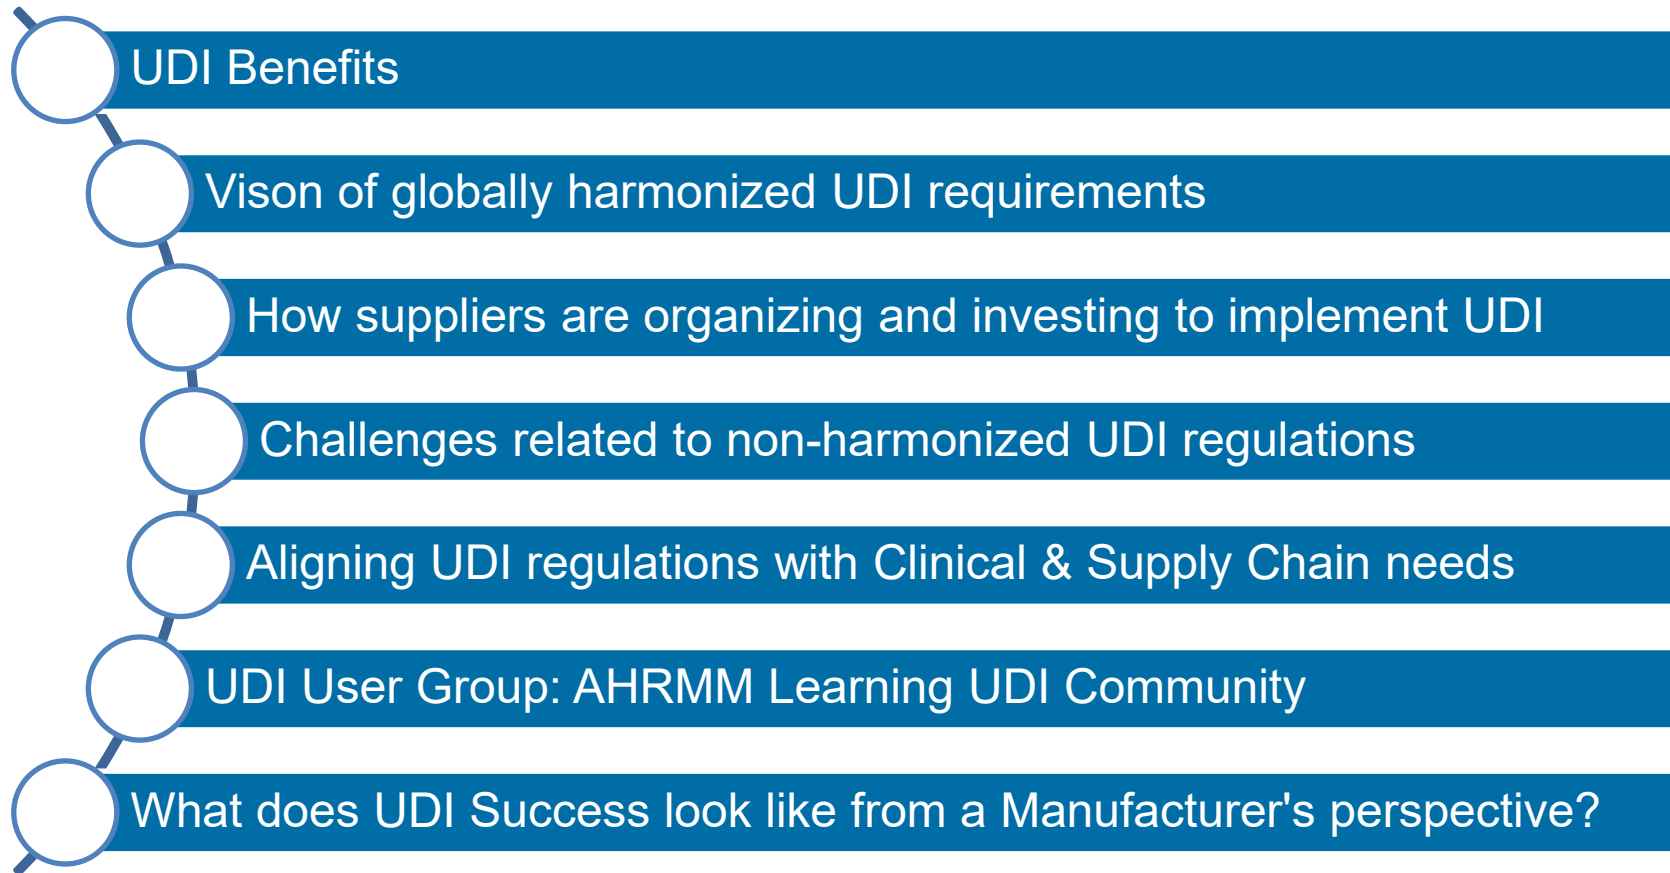 UDI Benefits
Vison of globally harmonized UDI requirements
How suppliers are organizing and investing to implement UDI
Challenges related to non-harmonized UDI regulations
Aligning UDI regulations with Clinical & Supply Chain needs
UDI User Group: AHRMM Learning UDI Community
What does UDI Success look like from a Manufacturer's perspective?